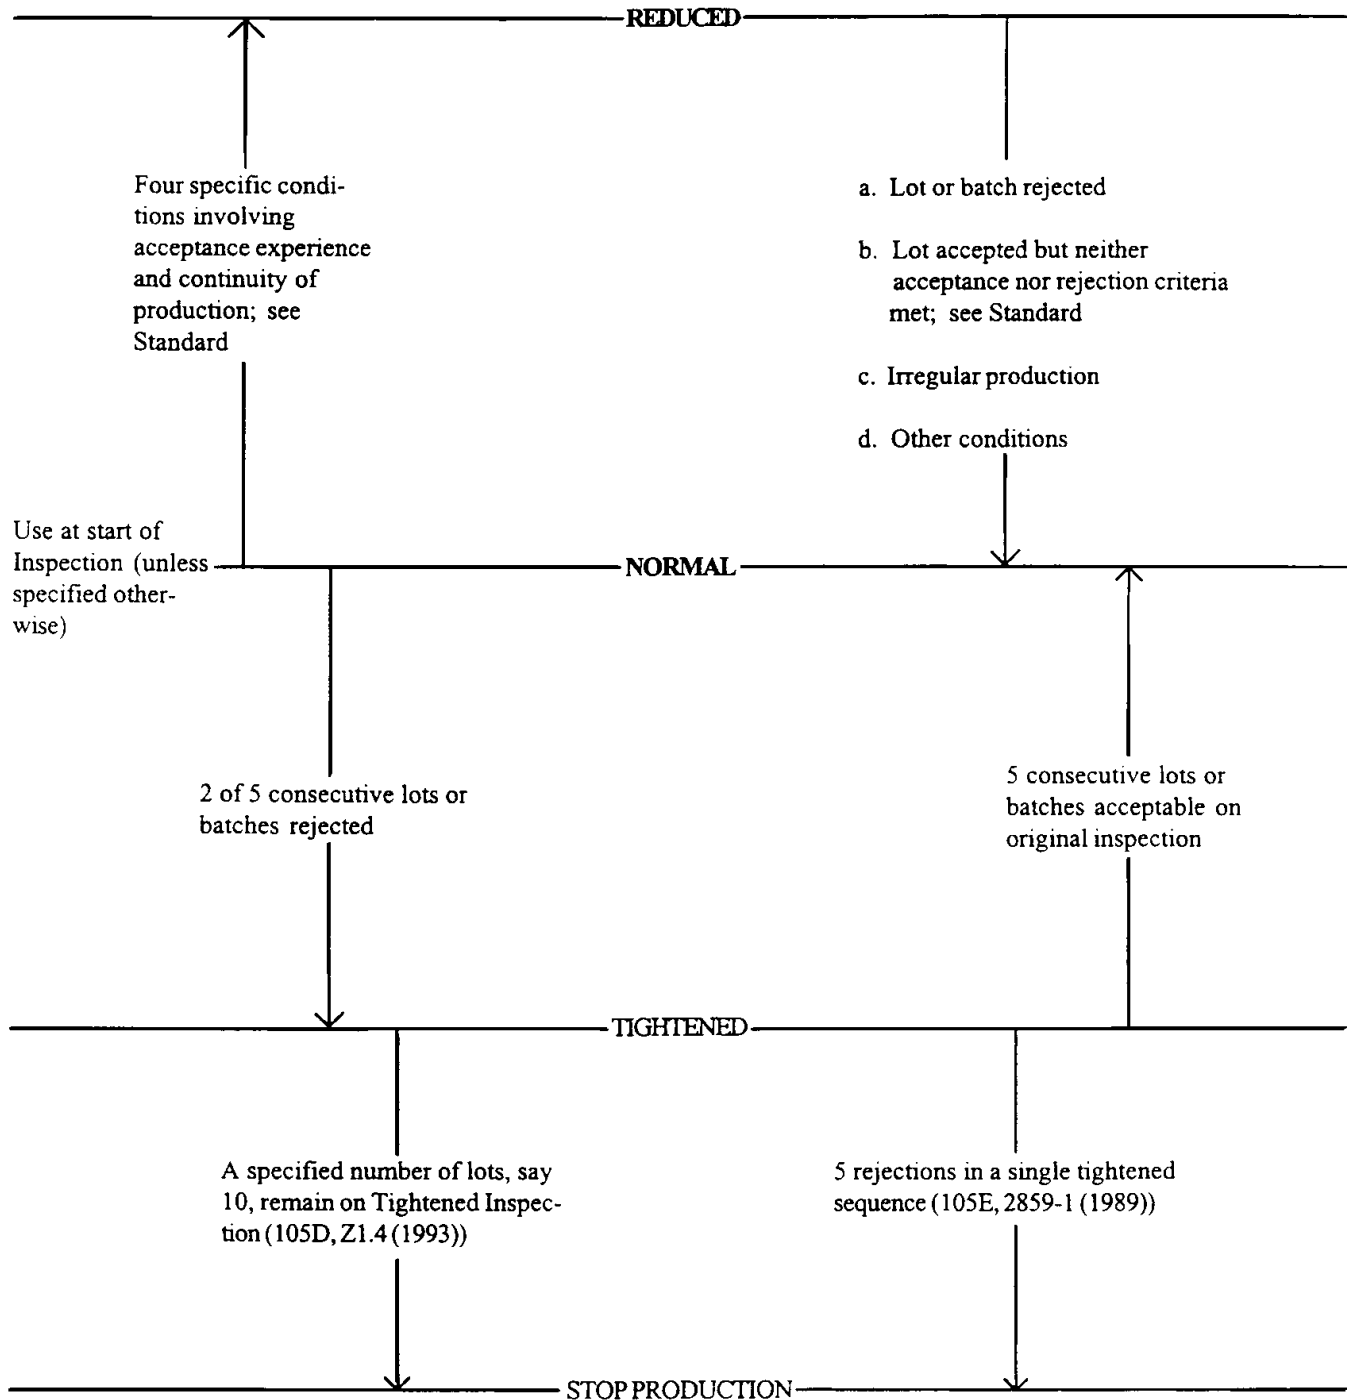 REDUCED
Four specific condi-
tions involving
acceptance experience
and continuity of
production; see
Standard
a. Lot or batch rejected
b. Lot accepted but neither
acceptance nor rejection criteria
met; see Standard
c. Irregular production
d. Other conditions
Use at start of
Inspection (unless
specified other-
wise)
NORMAL
2 of 5 consecutive lots or
batches rejected
5 consecutive lots or
batches acceptable on
original inspection
TIGHTENED
A specified number of lots, say
10, remain on Tightened Inspec-
tion (105D, Z1.4 (1993))
5 rejections in a single tightened
sequence (105E, 2859-1 (1989))
STOP PRODUCTION